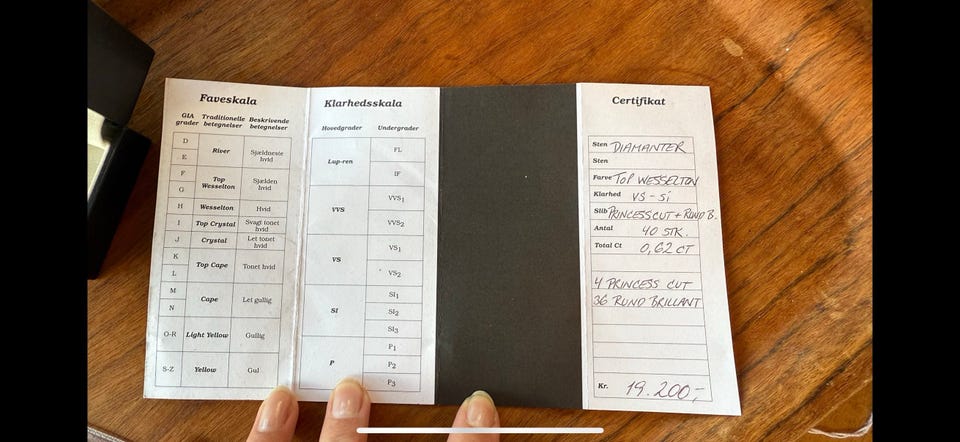 Faveskala
GIA grader Traditionelle betegnelser Beskrivende betegnelser
D
E
River
Sjældneste hvid
F
G
Top Wesselton
Sjælden hvid
H Wesselton Hvid
I Top Crystal Svagt tonet hvid
J Crystal Let tonet hvid
K
L
Top Cape
Tonet hvid
M
N
Cape
Let gullig
O-R Light Yellow Gullig
S-Z Yellow Gul
Klarhedsskala
Hovedgrader Undergrader
Lup-ren
FL
IF
VVS
VVS1
VVS2
VS
VS1
VS2
SI
SI1
SI2
SI3
P
P1
P2
P3
Certifikat
Sten DIAMANTER
Sten
Farve TOP WESSELTON
Klarhed VS - Si
Slib PRINCESS CUT + RUND B.
Antal 40 STK.
Total Ct 0,62 CT
4 PRINCESS CUT
36 RUND BRILLANT
Kr. 19.200,-